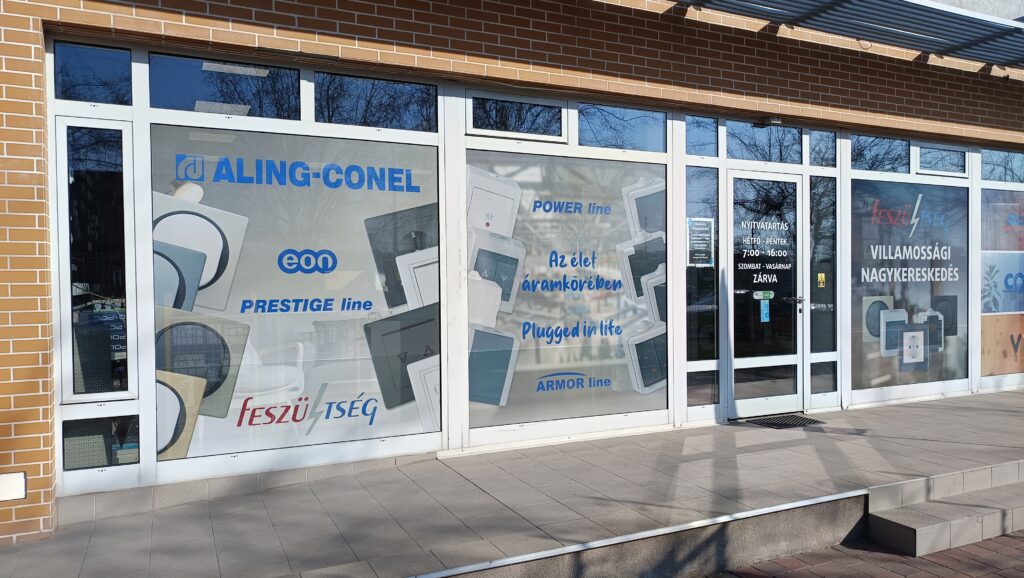 ALING-CONEL
eon
PRESTIGE line
FESZÜLTSÉG
POWER line
Az élet
áramkörében
Plugged in life
ARMOR line
NYITVATARTÁS
HÉTFŐ - PÉNTEK
7:00 - 16:00
SZOMBAT - VASÁRNAP
ZÁRVA
FESZÜLTSÉG
VILLAMOSSÁGI
NAGYKERESKEDÉS